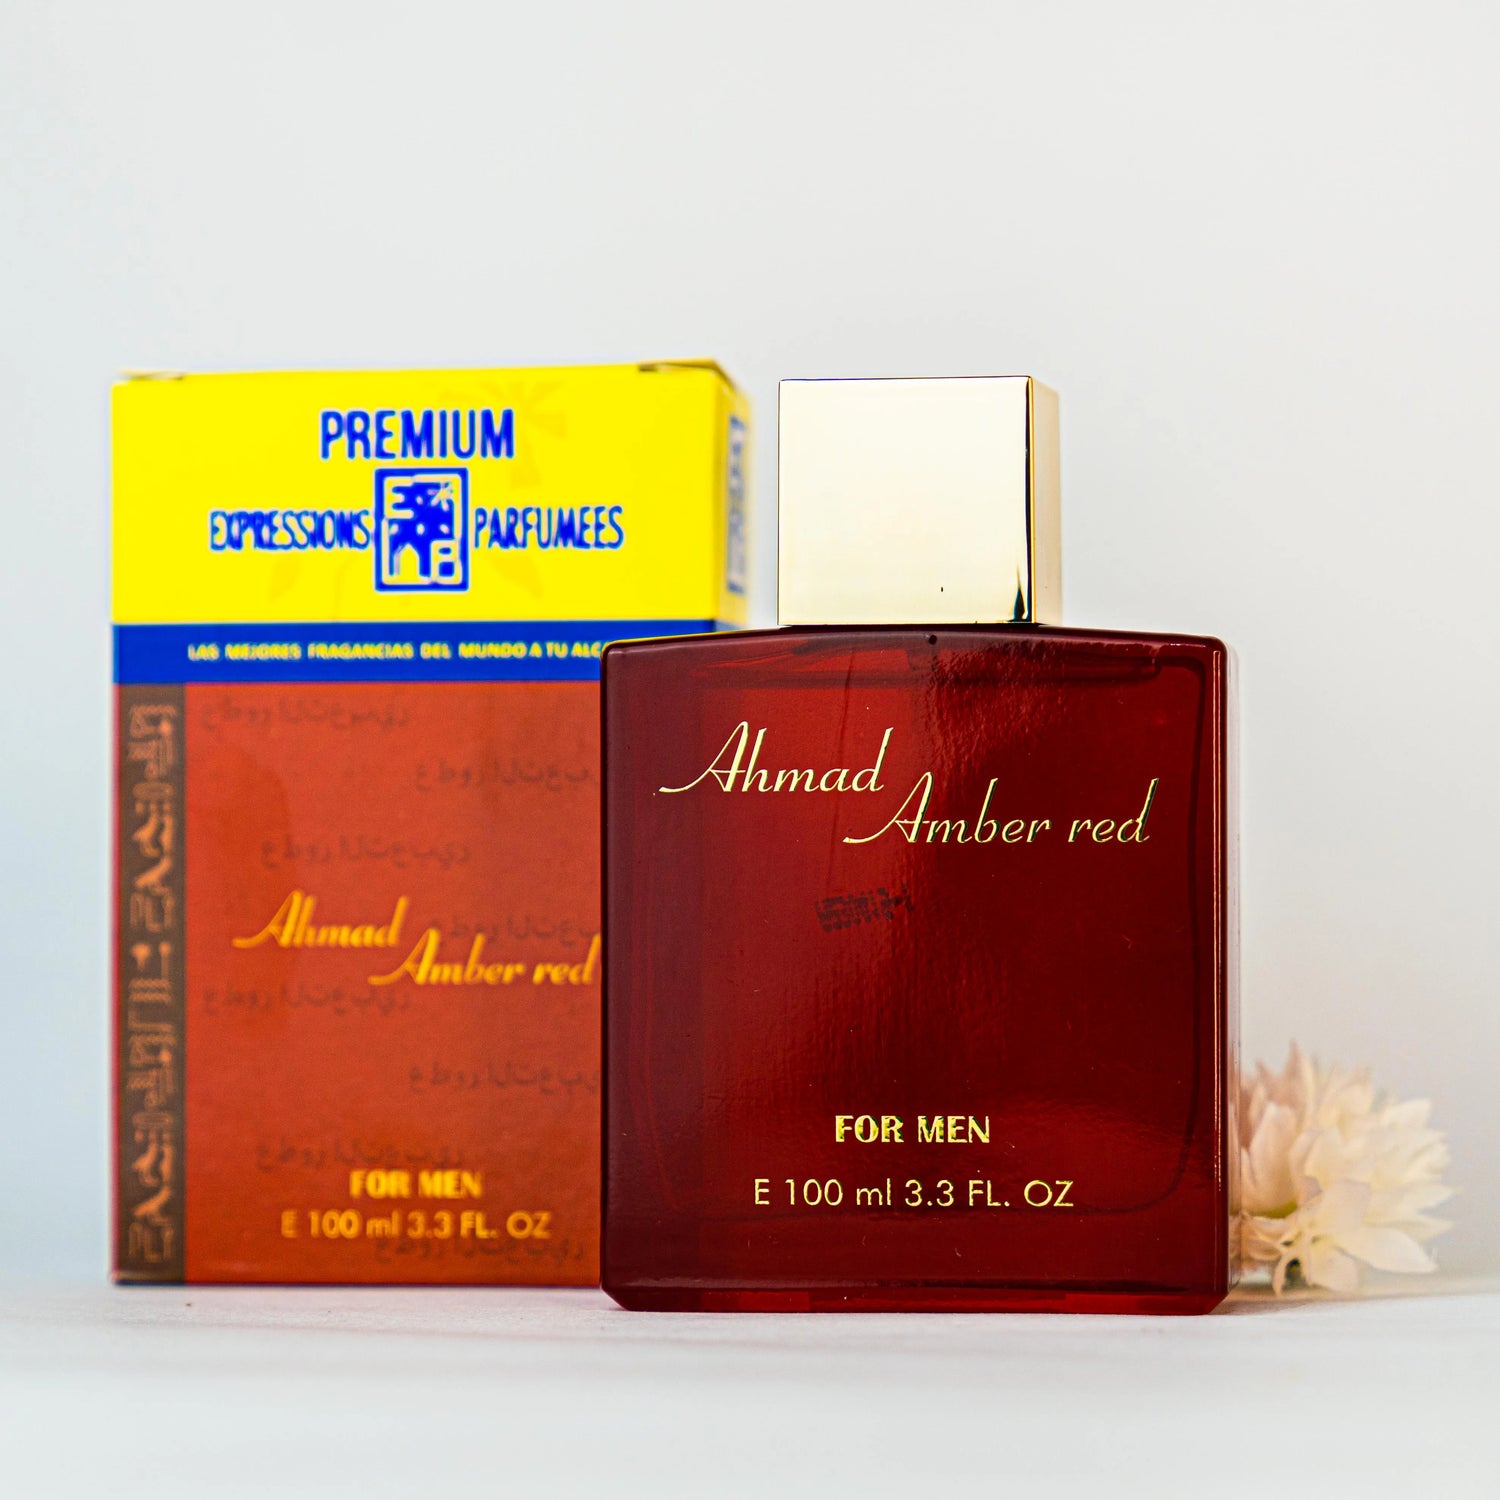 PREMIUM
EXPRESSIONS PARFUMEES
LAS MEJORES FRAGANCIAS DEL MUNDO A TU
Ahmad
Amber red
FOR MEN
E 100 ml 3.3 FL. OZ
Ahmad
Amber red
FOR MEN
E 100 ml 3.3 FL. OZ